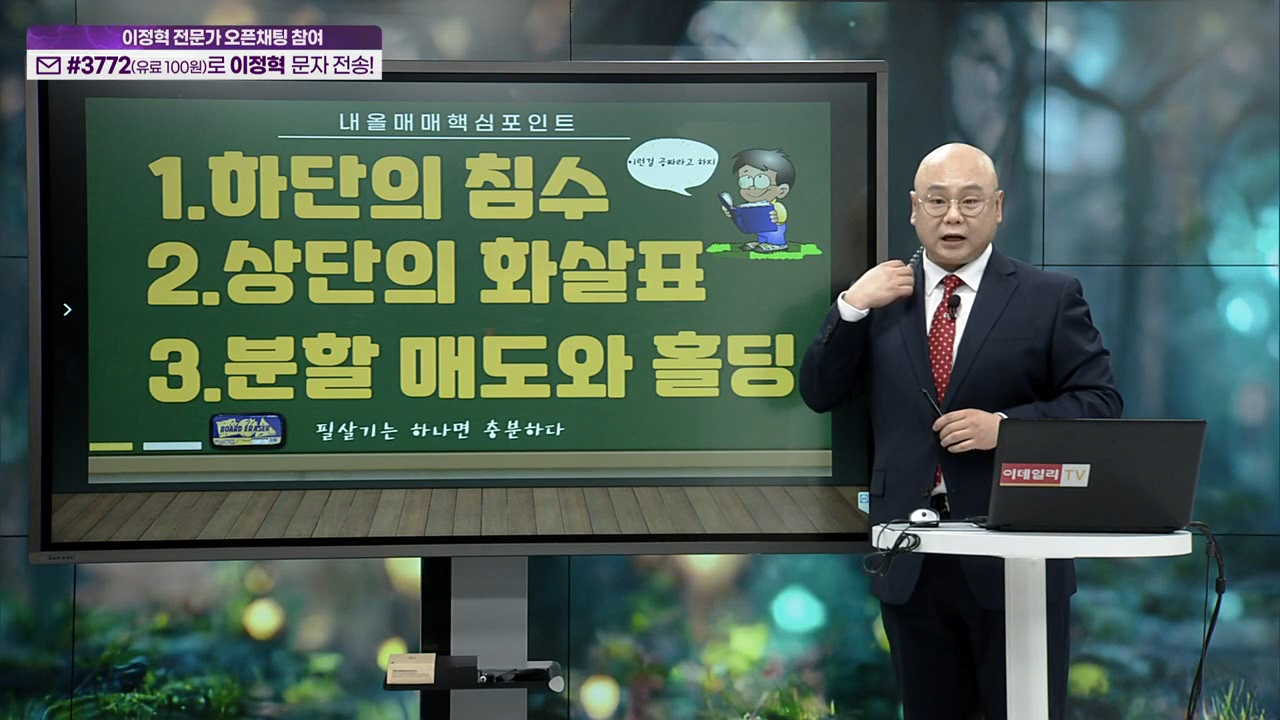 이정혁 전문가 오픈채팅 참여
#3772(유료 100원)로 이정혁 문자 전송!
내올매매핵심포인트
이런걸 공짜라고 하지
1.하단의 침수
2.상단의 화살표
3.분할 매도와 홀딩
BOARD ERASER
필살기는 하나면 충분하다
이데일리TV